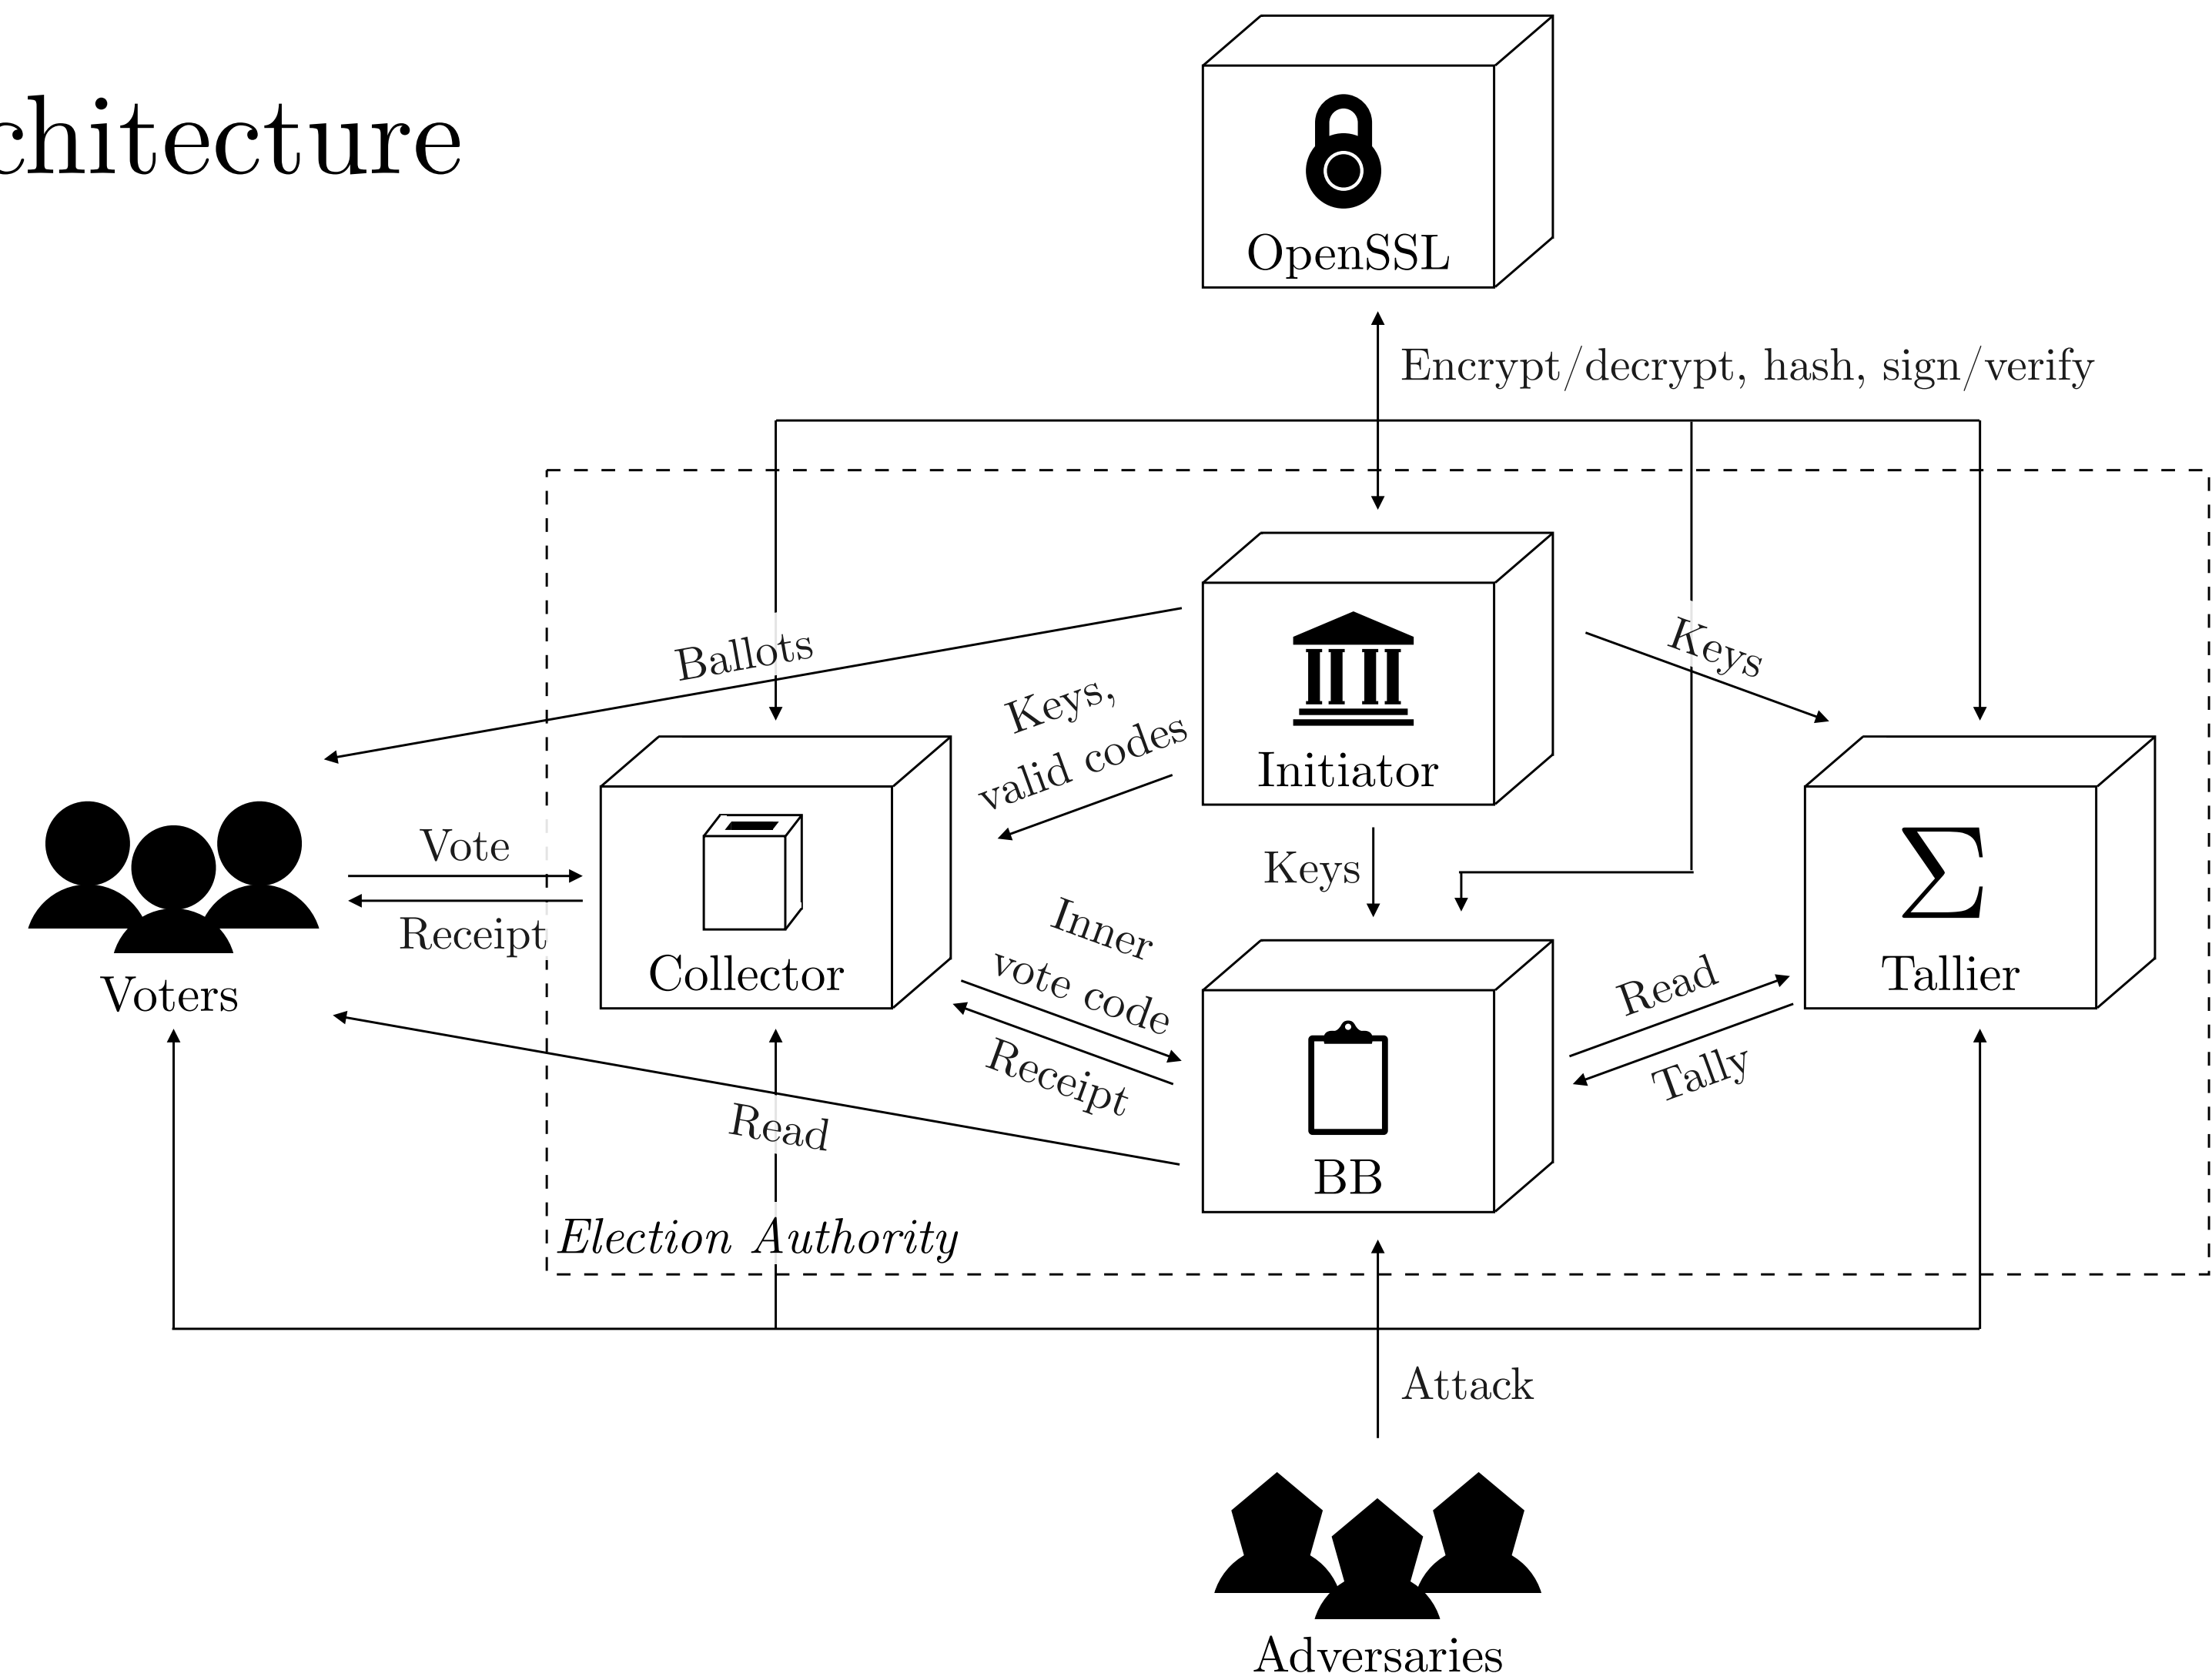 chitecture
OpenSSL
Encrypt/decrypt, hash, sign/verify
Ballots
Keys,
valid codes
Initiator
Keys
Vote
Receipt
Voters
Collector
Keys
Inner
vote code
Receipt
Σ
Tallier
Read
Tally
Read
BB
Election Authority
Attack
Adversaries